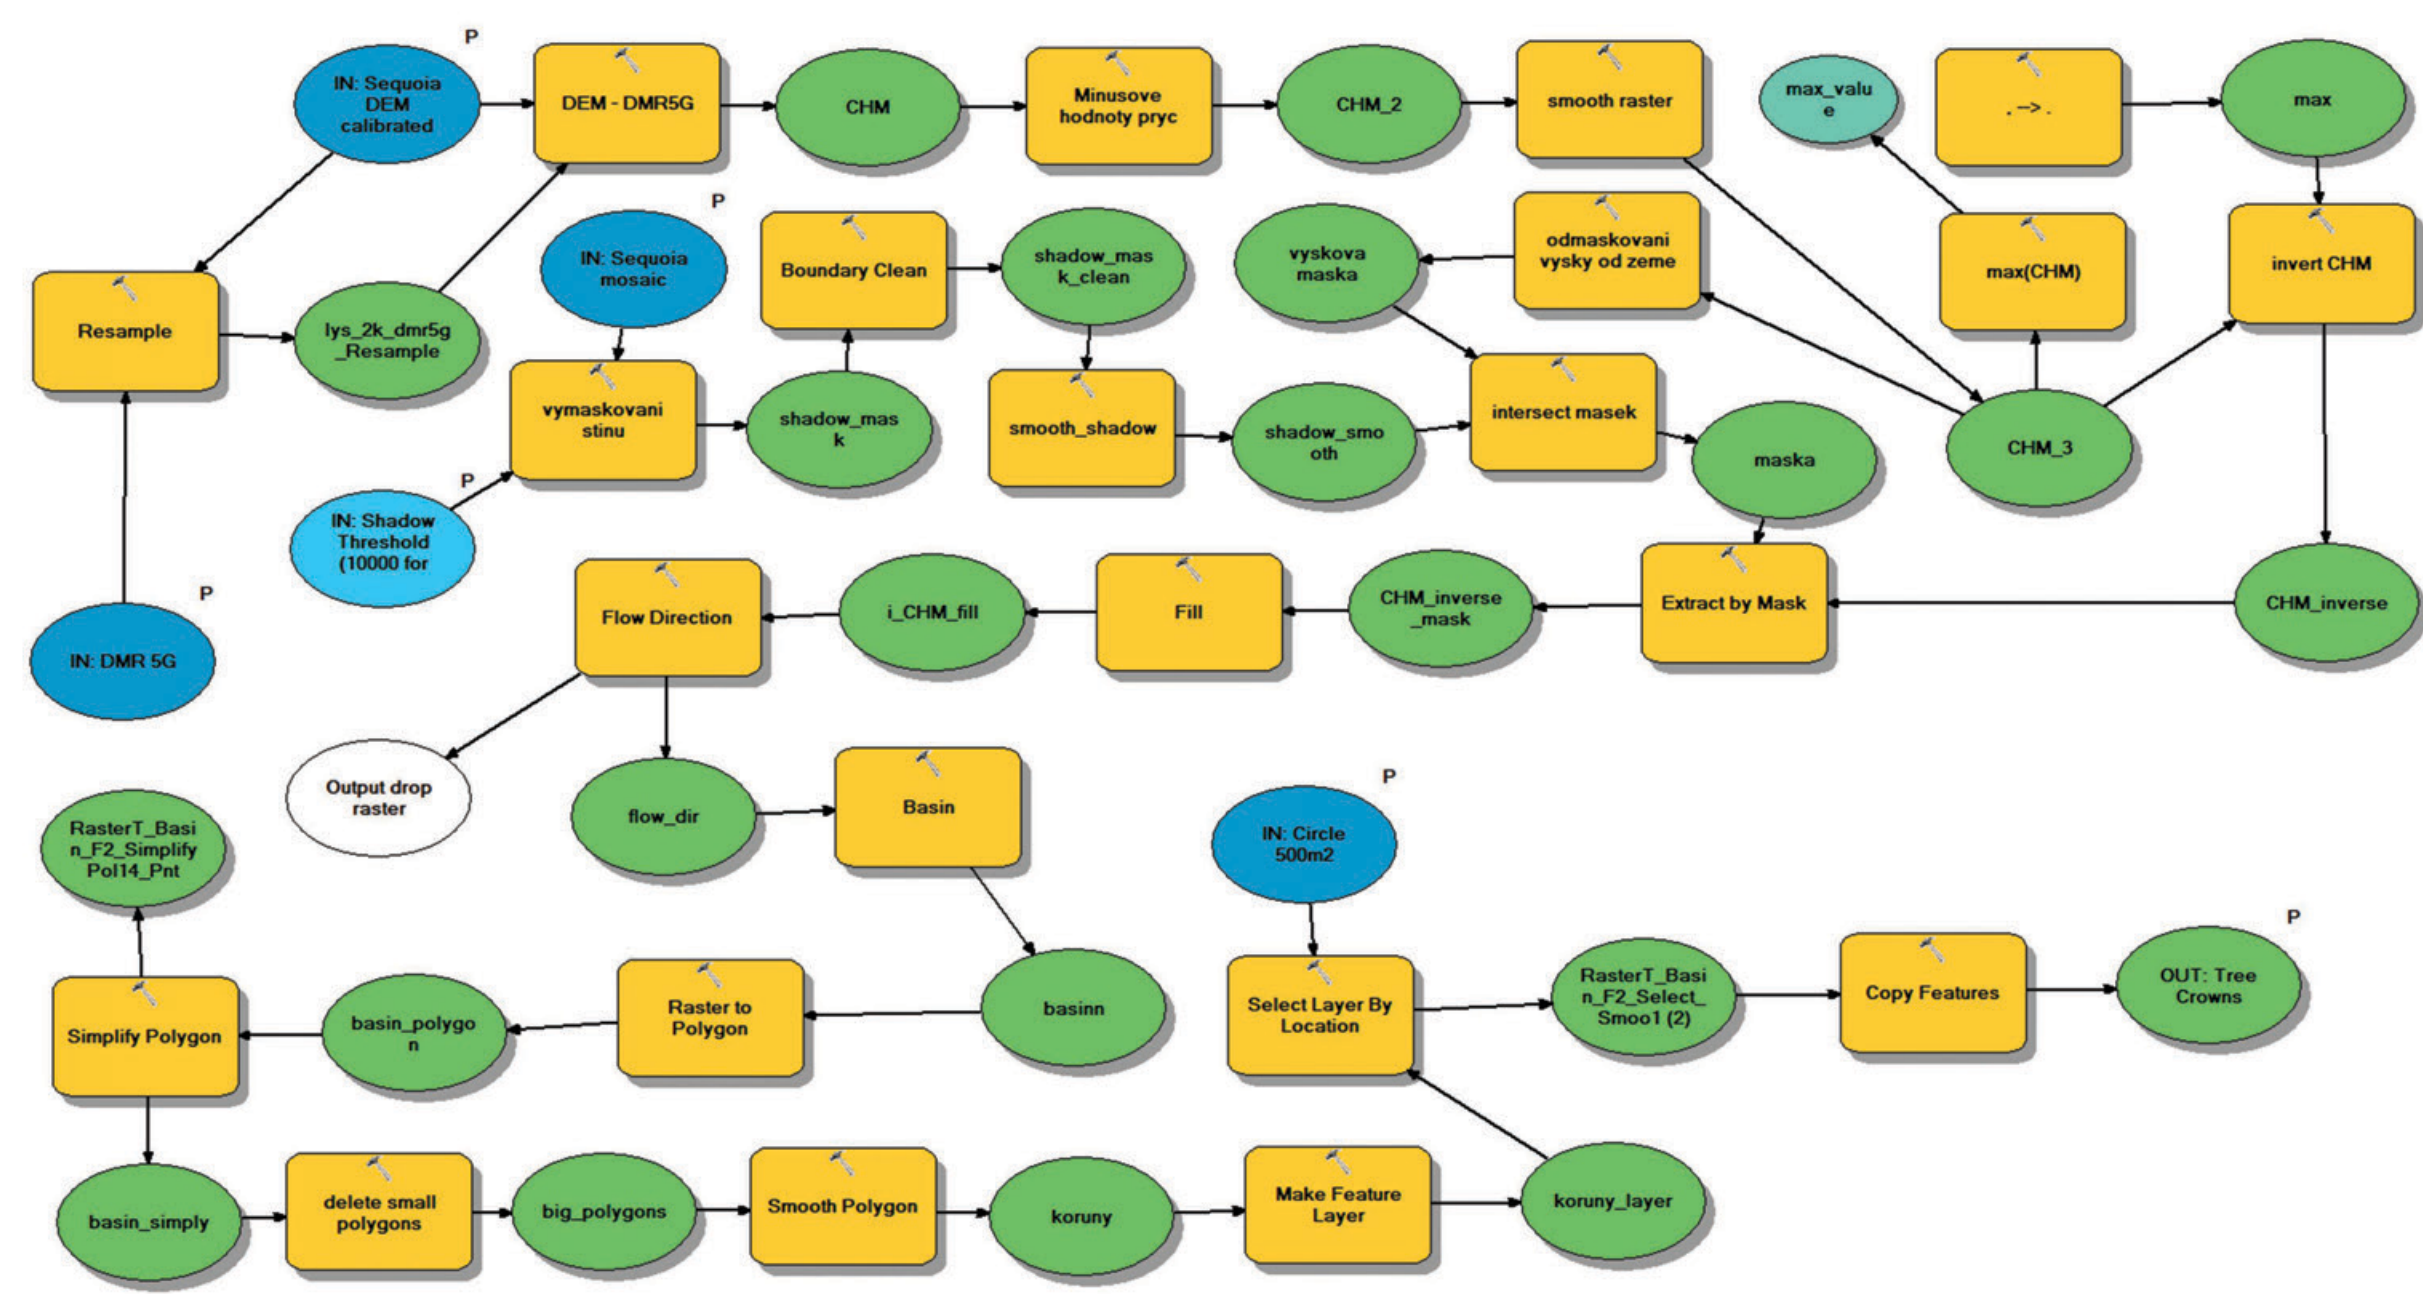 P
IN: Sequoia
DEM
calibrated
DEM - DMR5G
CHM
Minusove
hodnoty pryc
CHM_2
smooth raster
max_valu
e
. --> .
max
P
IN: Sequoia
mosaic
Boundary Clean
shadow_mas
k_clean
vyskova
maska
odmaskovani
vysky od zeme
max(CHM)
invert CHM
Resample
lys_2k_dmr5g
_Resample
vymaskovani
stinu
shadow_mas
k
smooth_shadow
shadow_smo
oth
intersect masek
maska
CHM_3
P
IN: Shadow
Threshold
(10000 for
P
IN: DMR 5G
Flow Direction
i_CHM_fill
Fill
CHM_inverse
_mask
Extract by Mask
CHM_inverse
Output drop
raster
flow_dir
Basin
P
IN: Circle
500m2
RasterT_Basi
n_F2_Simplify
Pol14_Pnt
Simplify Polygon
basin_polygo
n
Raster to
Polygon
basinn
Select Layer By
Location
RasterT_Basi
n_F2_Select_
Smoo1 (2)
Copy Features
P
OUT: Tree
Crowns
basin_simply
delete small
polygons
big_polygons
Smooth Polygon
koruny
Make Feature
Layer
koruny_layer